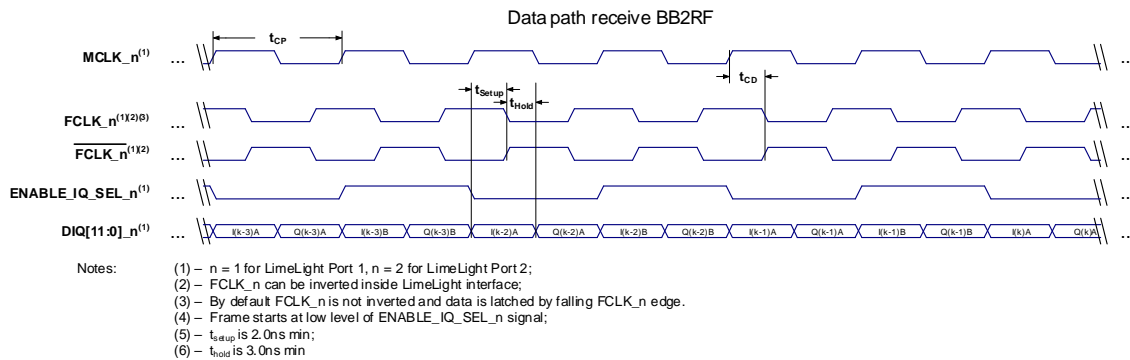 Data path receive BB2RF
tCP
MCLK_n(1) ... ...
tCD
tSetup
tHold
FCLK_n(1)(2)(3) ... ...
FCLK_n(1)(2) ... ...
ENABLE_IQ_SEL_n(1) ... ...
DIQ[11:0]_n(1) ... I(k-3)A Q(k-3)A I(k-3)B Q(k-3)B I(k-2)A Q(k-2)A I(k-2)B Q(k-2)B I(k-1)A Q(k-1)A I(k-1)B Q(k-1)B I(k)A Q(k)A ...
Notes: (1) – n = 1 for LimeLight Port 1, n = 2 for LimeLight Port 2;
(2) – FCLK_n can be inverted inside LimeLight interface;
(3) – By default FCLK_n is not inverted and data is latched by falling FCLK_n edge.
(4) – Frame starts at low level of ENABLE_IQ_SEL_n signal;
(5) – tsetup is 2.0ns min;
(6) – thold is 3.0ns min